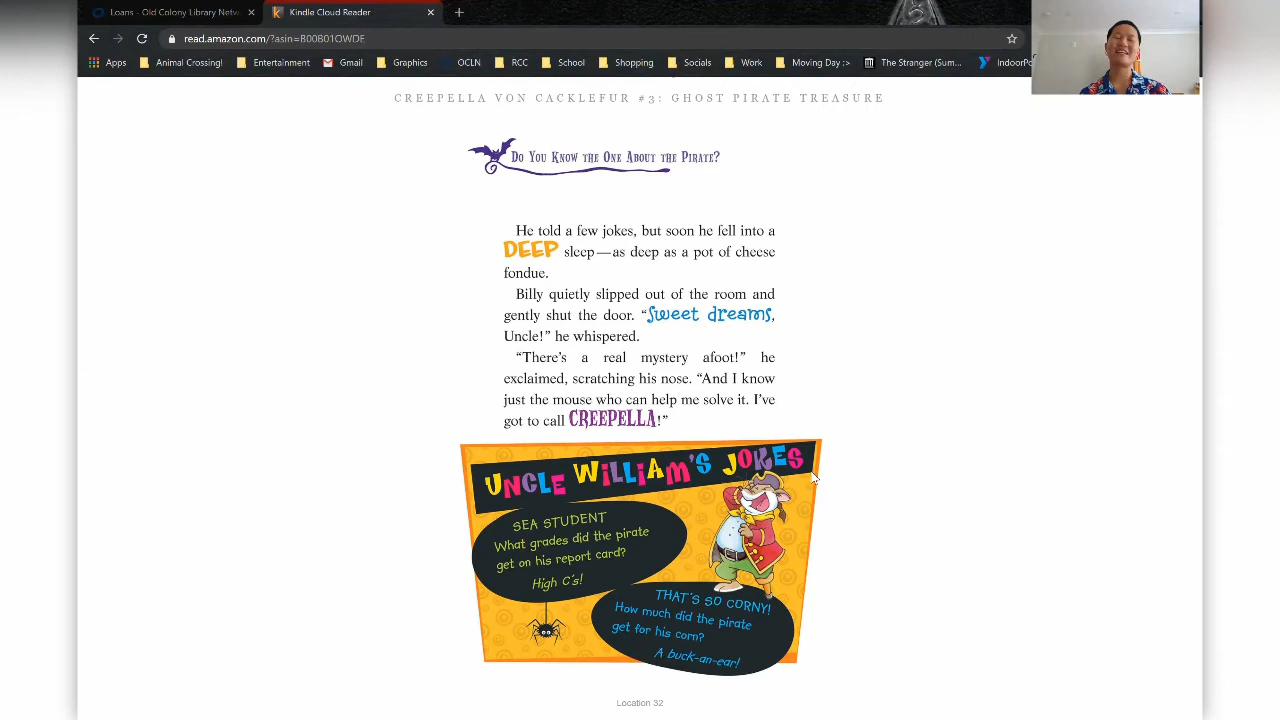 Loans - Old Colony Library Netw
Kindle Cloud Reader
read.amazon.com/?asin=B00B01OWDE
Apps Animal Crossing! Entertainment Gmail Graphics OCLN RCC School Shopping Socials Work Moving Day :> The Stranger (Sum... IndoorPo
CREEPELLA VON CACKLEFUR #3: GHOST PIRATE TREASURE
Do You Know the One About the Pirate?
He told a few jokes, but soon he fell into a
DEEP sleep—as deep as a pot of cheese
fondue.
Billy quietly slipped out of the room and
gently shut the door. “Sweet dreams,
Uncle!” he whispered.
“There’s a real mystery afoot!” he
exclaimed, scratching his nose. “And I know
just the mouse who can help me solve it. I’ve
got to call CREEPELLA!”
UNCLE WILLIAM’S JOKES
SEA STUDENT
What grades did the pirate
get on his report card?
High C’s!
THAT’S SO CORNY!
How much did the pirate
get for his corn?
A buck-an-ear!
Location 32